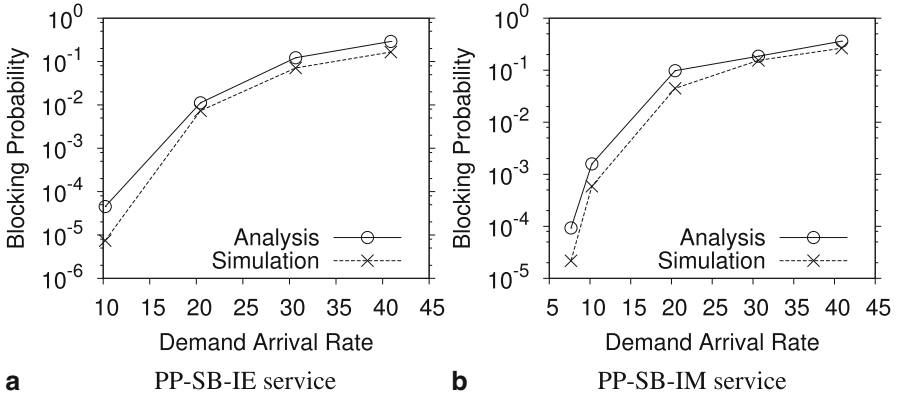 Blocking Probability
10^0
10^-1
10^-2
10^-3
10^-4
10^-5
10^-6
Analysis
Simulation
10 15 20 25 30 35 40 45
Demand Arrival Rate
a PP-SB-IE service
Blocking Probability
10^0
10^-1
10^-2
10^-3
10^-4
10^-5
Analysis
Simulation
5 10 15 20 25 30 35 40 45
Demand Arrival Rate
b PP-SB-IM service